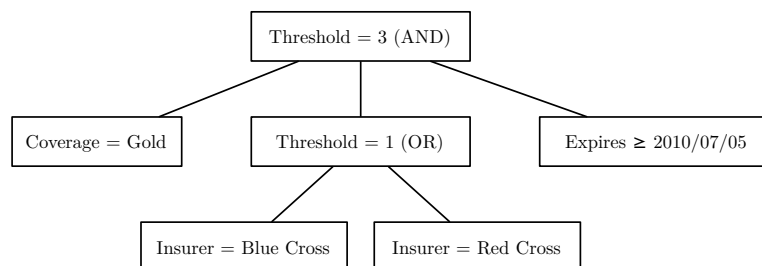 Threshold = 3 (AND)
Coverage = Gold
Threshold = 1 (OR)
Expires ≥ 2010/07/05
Insurer = Blue Cross
Insurer = Red Cross